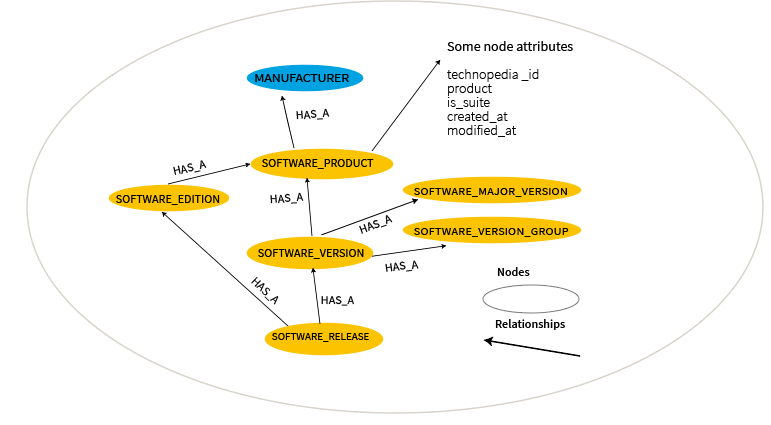 Some node attributes
technopedia _id
product
is_suite
created_at
modified_at
MANUFACTURER
HAS_A
SOFTWARE_PRODUCT
HAS_A
SOFTWARE_EDITION
HAS_A
SOFTWARE_MAJOR_VERSION
HAS_A
SOFTWARE_VERSION_GROUP
SOFTWARE_VERSION
HAS_A
HAS_A
HAS_A
SOFTWARE_RELEASE
Nodes
Relationships